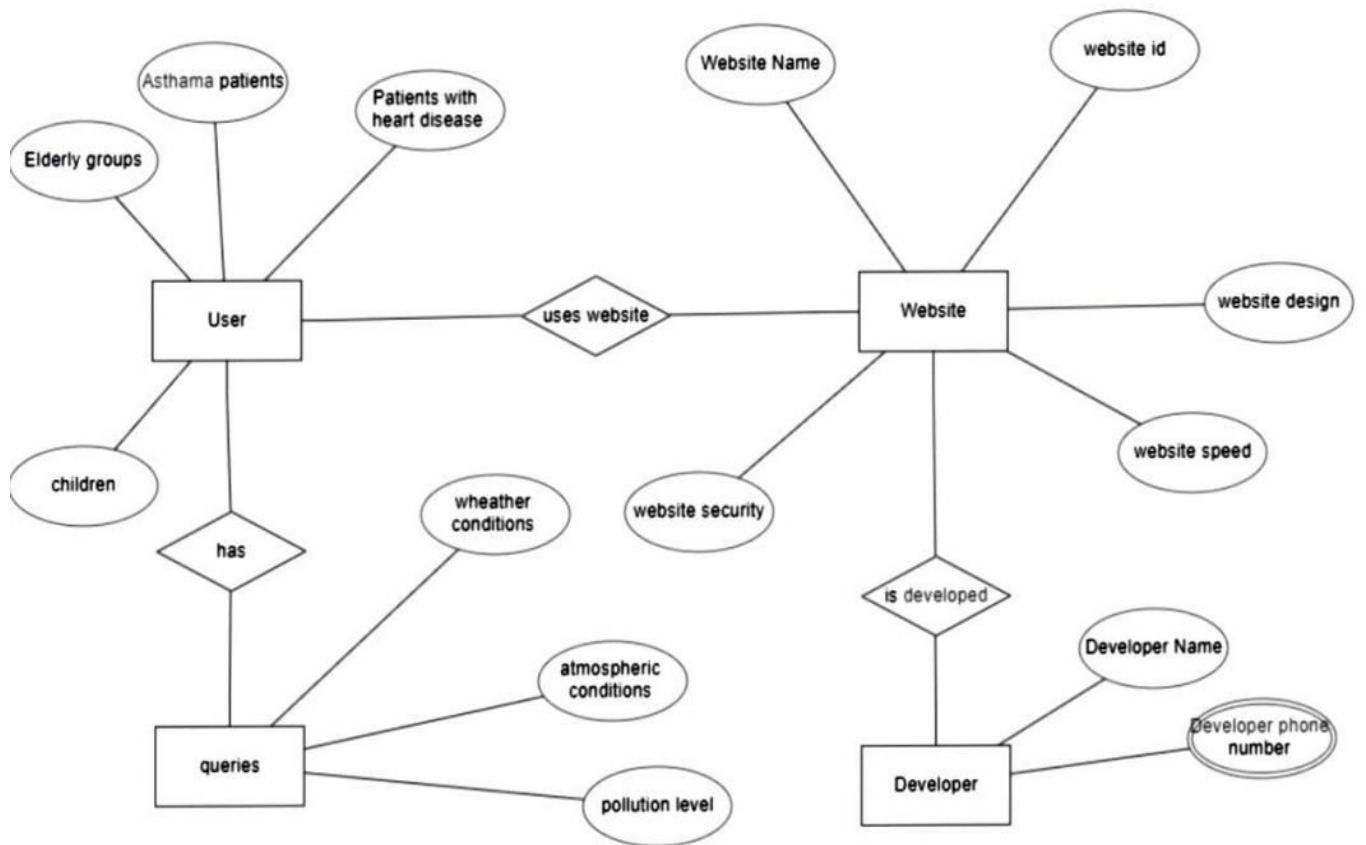 Website Name
website id
Asthama patients
Patients with
heart disease
Elderly groups
User
uses website
Website
website design
children
website speed
website security
wheather
conditions
has
is developed
Developer Name
atmospheric
conditions
Developer phone
number
queries
Developer
pollution level